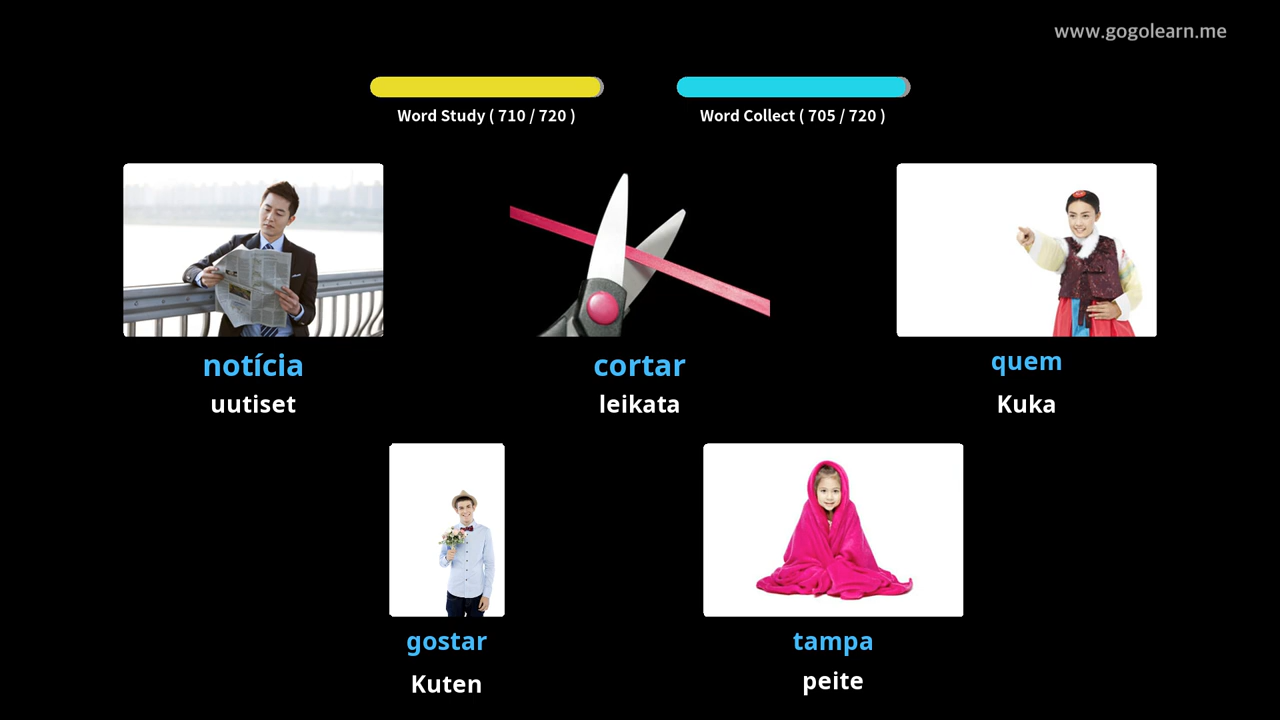 www.gogolearn.me
Word Study ( 710 / 720 )
Word Collect ( 705 / 720 )
notícia
uutiset
cortar
leikata
quem
Kuka
gostar
Kuten
tampa
peite